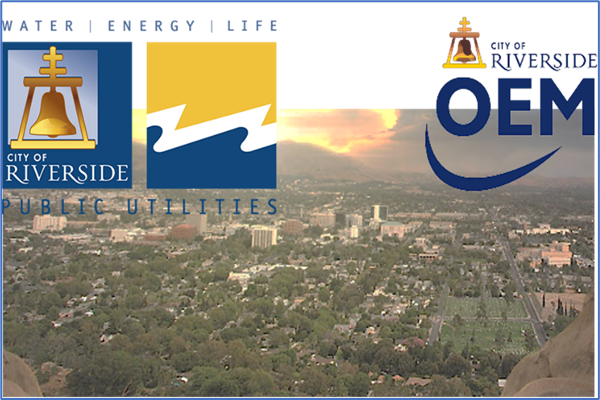 WATER | ENERGY | LIFE
CITY OF
RIVERSIDE
PUBLIC UTILITIES
CITY OF
RIVERSIDE
OEM